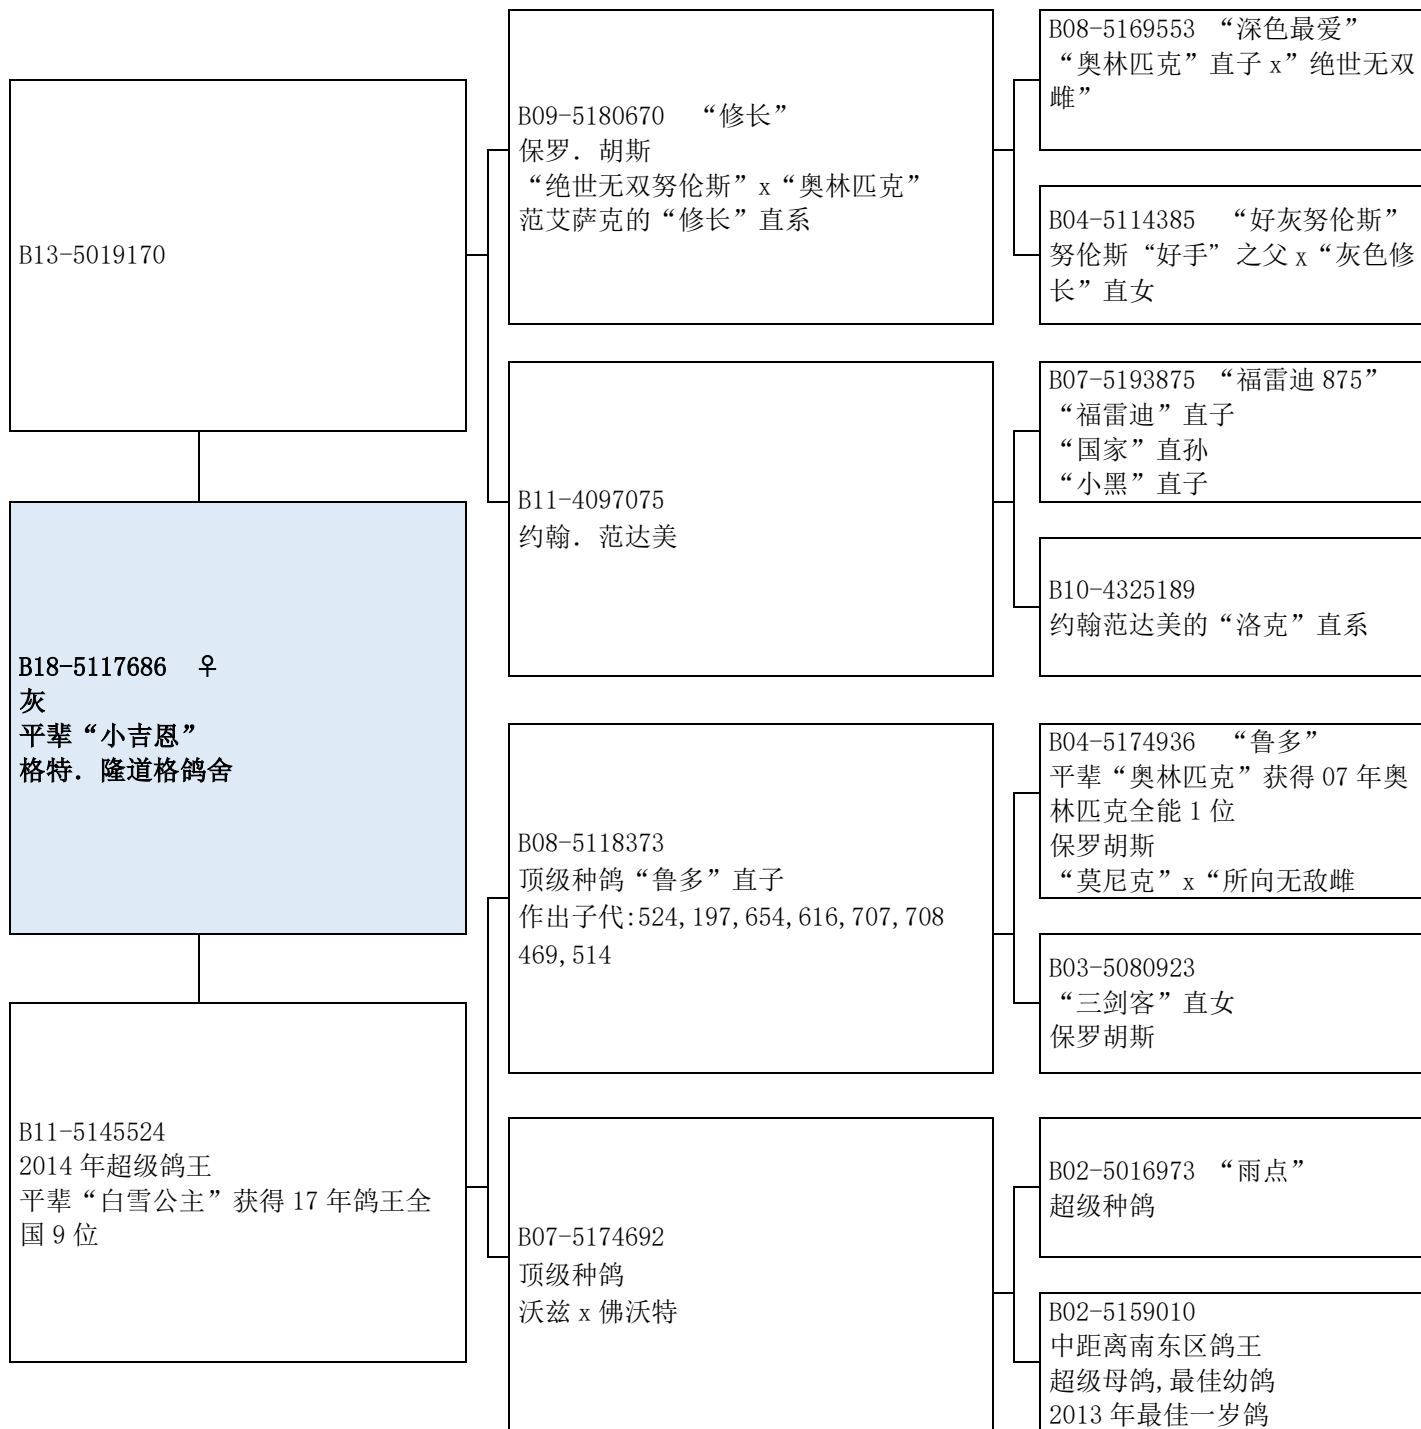 B13-5019170
B18-5117686 ♀
灰
平辈“小吉恩”
格特．隆道格鸽舍
B11-5145524
2014 年超级鸽王
平辈“白雪公主”获得 17 年鸽王全
国 9 位
B09-5180670 “修长”
保罗．胡斯
“绝世无双努伦斯”x“奥林匹克”
范艾萨克的“修长”直系
B11-4097075
约翰．范达美
B08-5118373
顶级种鸽“鲁多”直子
作出子代:524,197,654,616,707,708
469,514
B07-5174692
顶级种鸽
沃兹 x 佛沃特
B08-5169553 “深色最爱”
“奥林匹克”直子 x”绝世无双
雌”
B04-5114385 “好灰努伦斯”
努伦斯“好手”之父 x“灰色修
长”直女
B07-5193875 “福雷迪 875”
“福雷迪”直子
“国家”直孙
“小黑”直子
B10-4325189
约翰范达美的“洛克”直系
B04-5174936 “鲁多”
平辈“奥林匹克”获得 07 年奥
林匹克全能 1 位
保罗胡斯
“莫尼克”x“所向无敌雌
B03-5080923
“三剑客”直女
保罗胡斯
B02-5016973 “雨点”
超级种鸽
B02-5159010
中距离南东区鸽王
超级母鸽,最佳幼鸽
2013 年最佳一岁鸽